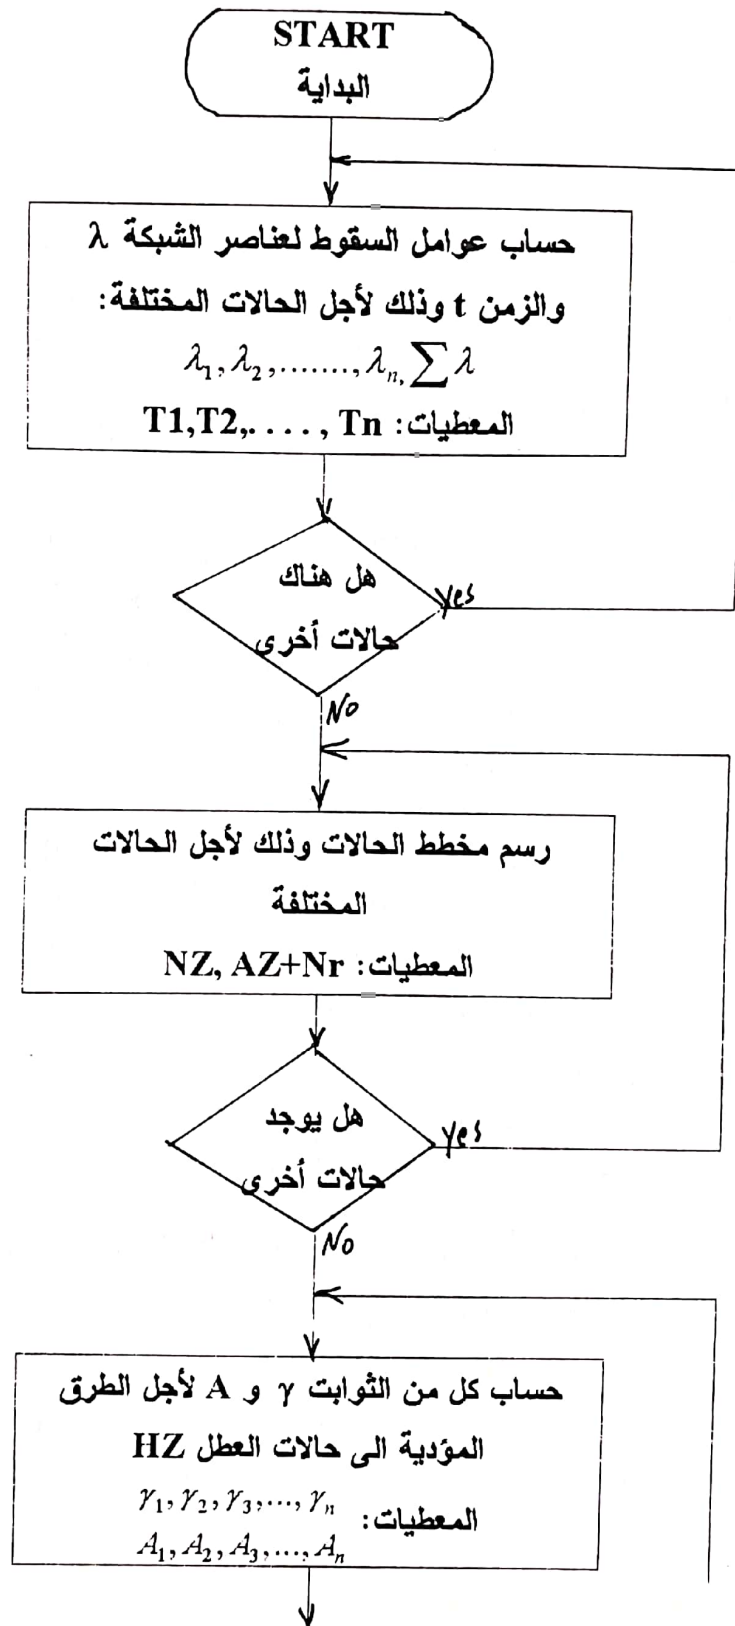 START
البداية
حساب عوامل السقوط لعناصر الشبكة λ
والزمن t وذلك لأجل الحالات المختلفة:
λ₁, λ₂, ......., λₙ, ∑ λ
المعطيات: T1,T2,. . . . , Tn
هل هناك
حالات أخرى
Yes
No
رسم مخطط الحالات وذلك لأجل الحالات
المختلفة
المعطيات: NZ, AZ+Nr
هل يوجد
حالات أخرى
Yes
No
حساب كل من الثوابت γ و A لأجل الطرق
المؤدية الى حالات العطل HZ
γ₁, γ₂, γ₃, ..., γₙ
المعطيات:
A₁, A₂, A₃, ..., Aₙ